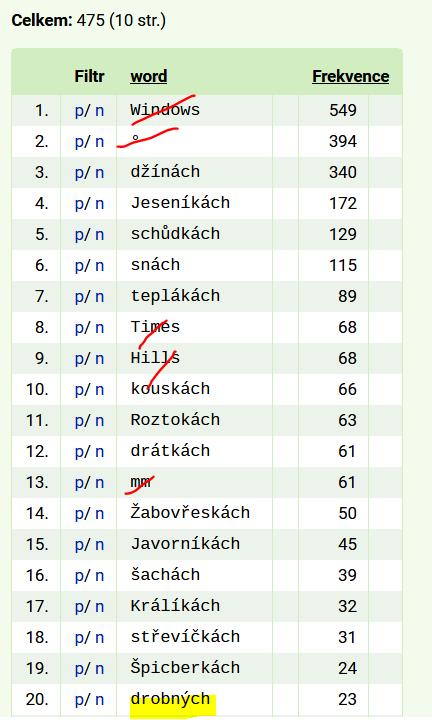 Celkem: 475 (10 str.)
Filtr word Frekvence
1. p/ n Windows 549
2. p/ n ° 394
3. p/ n džínách 340
4. p/ n Jeseníkách 172
5. p/ n schůdkách 129
6. p/ n snách 115
7. p/ n teplákách 89
8. p/ n Times 68
9. p/ n Hills 68
10. p/ n kouskách 66
11. p/ n Roztokách 63
12. p/ n drátkách 61
13. p/ n mm 61
14. p/ n Žabovřeskách 50
15. p/ n Javorníkách 45
16. p/ n šachách 39
17. p/ n Králíkách 32
18. p/ n střevíčkách 31
19. p/ n Špicberkách 24
20. p/ n drobných 23